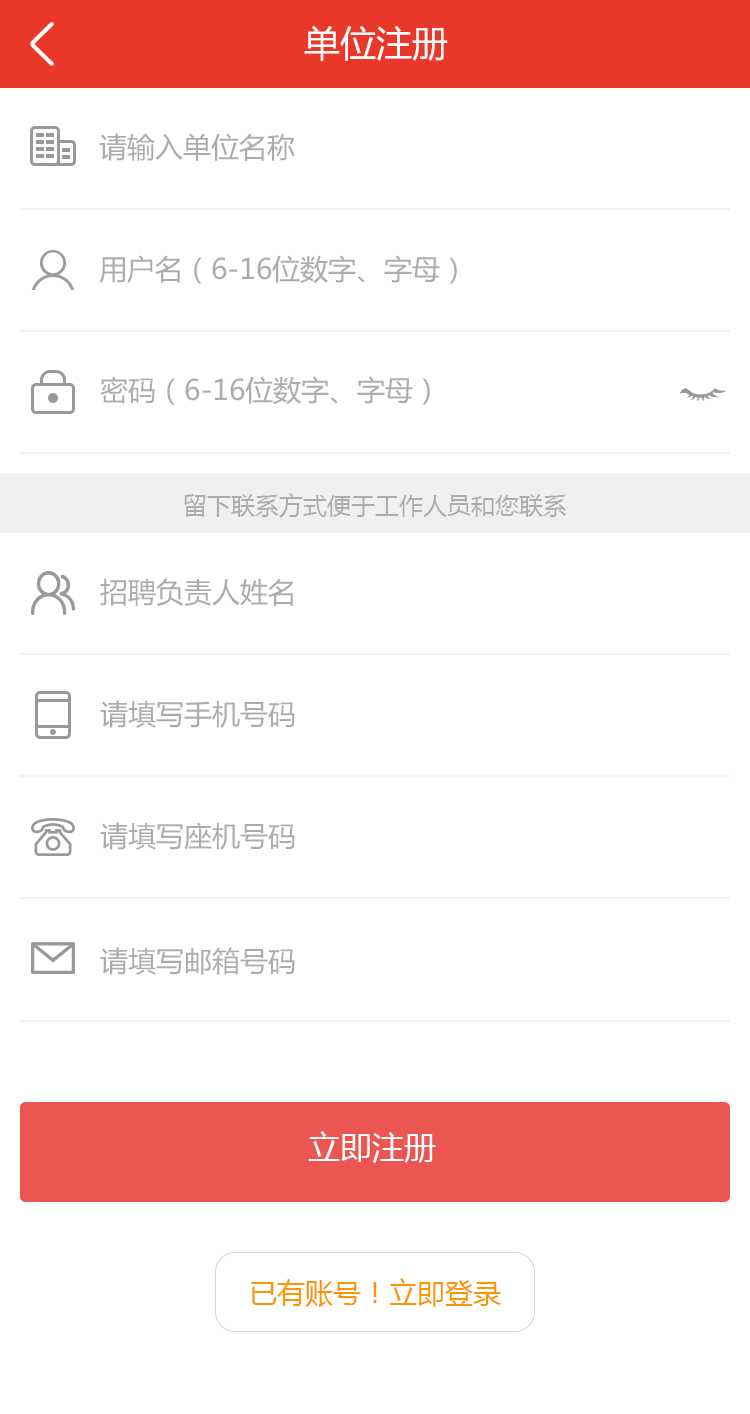 单位注册
请输入单位名称
用户名（6-16位数字、字母）
密码（6-16位数字、字母）
留下联系方式便于工作人员和您联系
招聘负责人姓名
请填写手机号码
请填写座机号码
请填写邮箱号码
立即注册
已有账号！立即登录